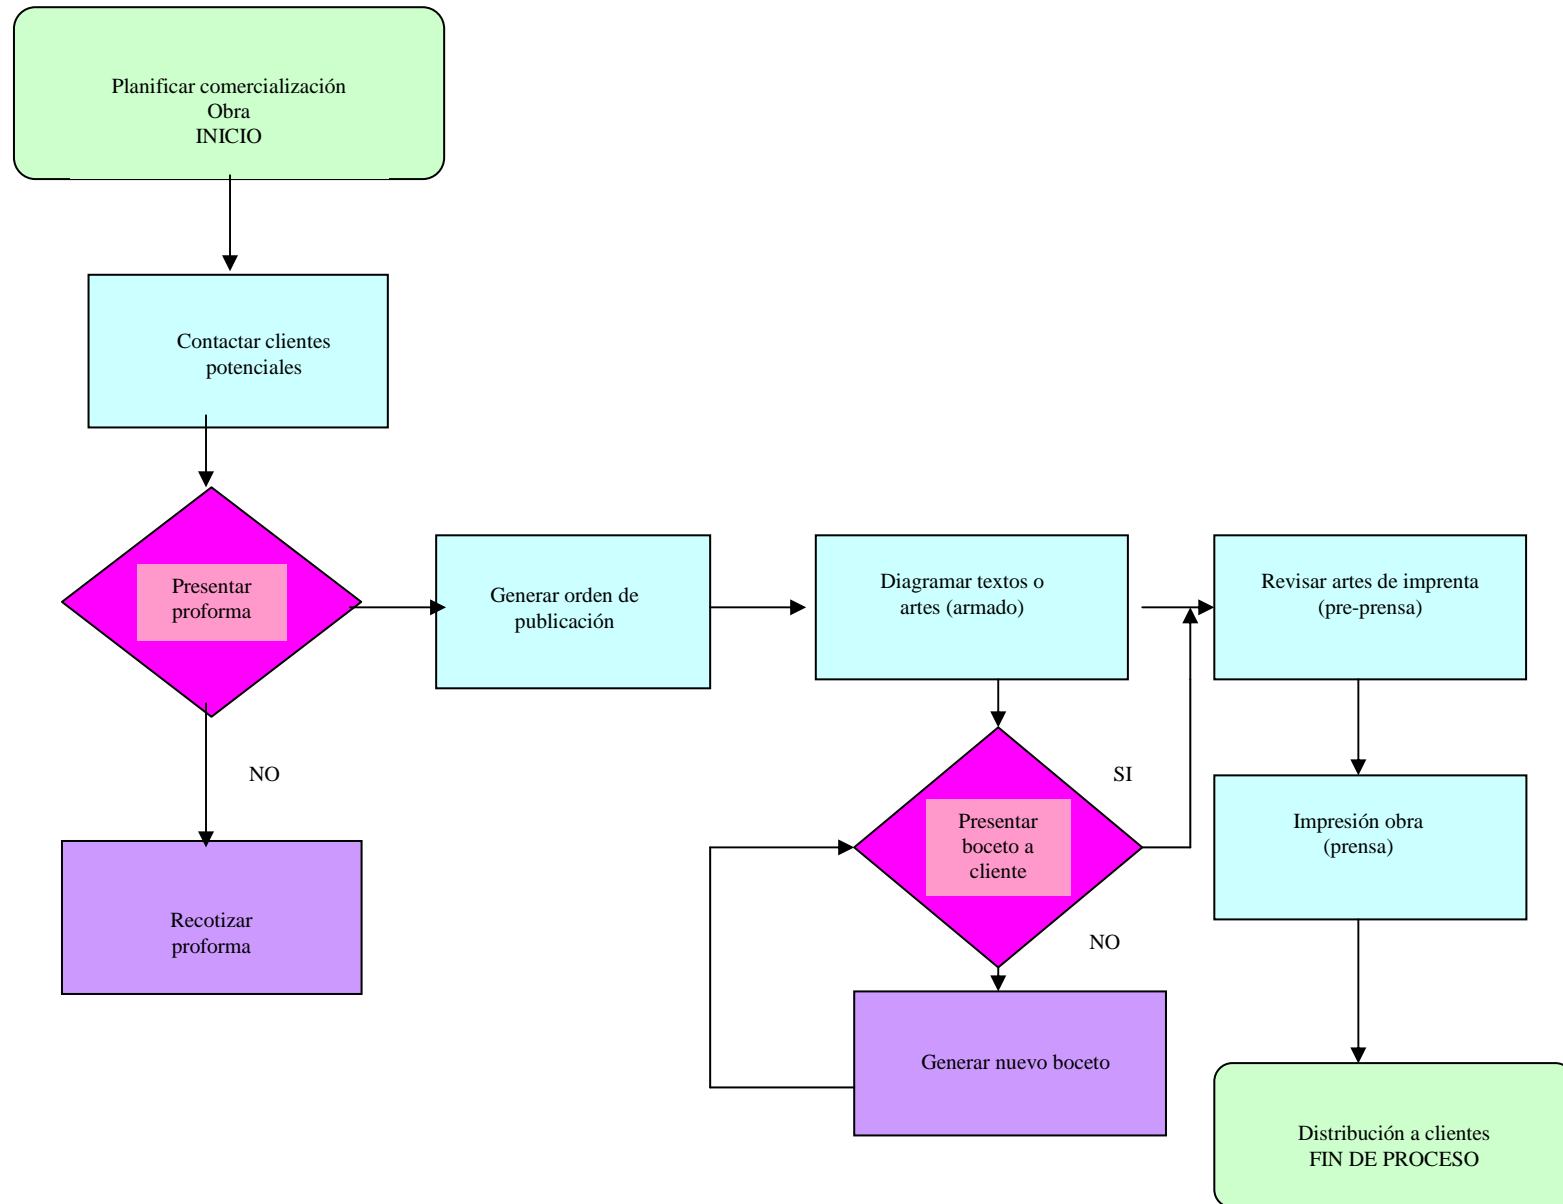 Planificar comercialización
Obra
INICIO
Contactar clientes
potenciales
Presentar
proforma
NO
Recotizar
proforma
Generar orden de
publicación
Diagramar textos o
artes (armado)
SI
Presentar
boceto a
cliente
NO
Generar nuevo boceto
Revisar artes de imprenta
(pre-prensa)
Impresión obra
(prensa)
Distribución a clientes
FIN DE PROCESO